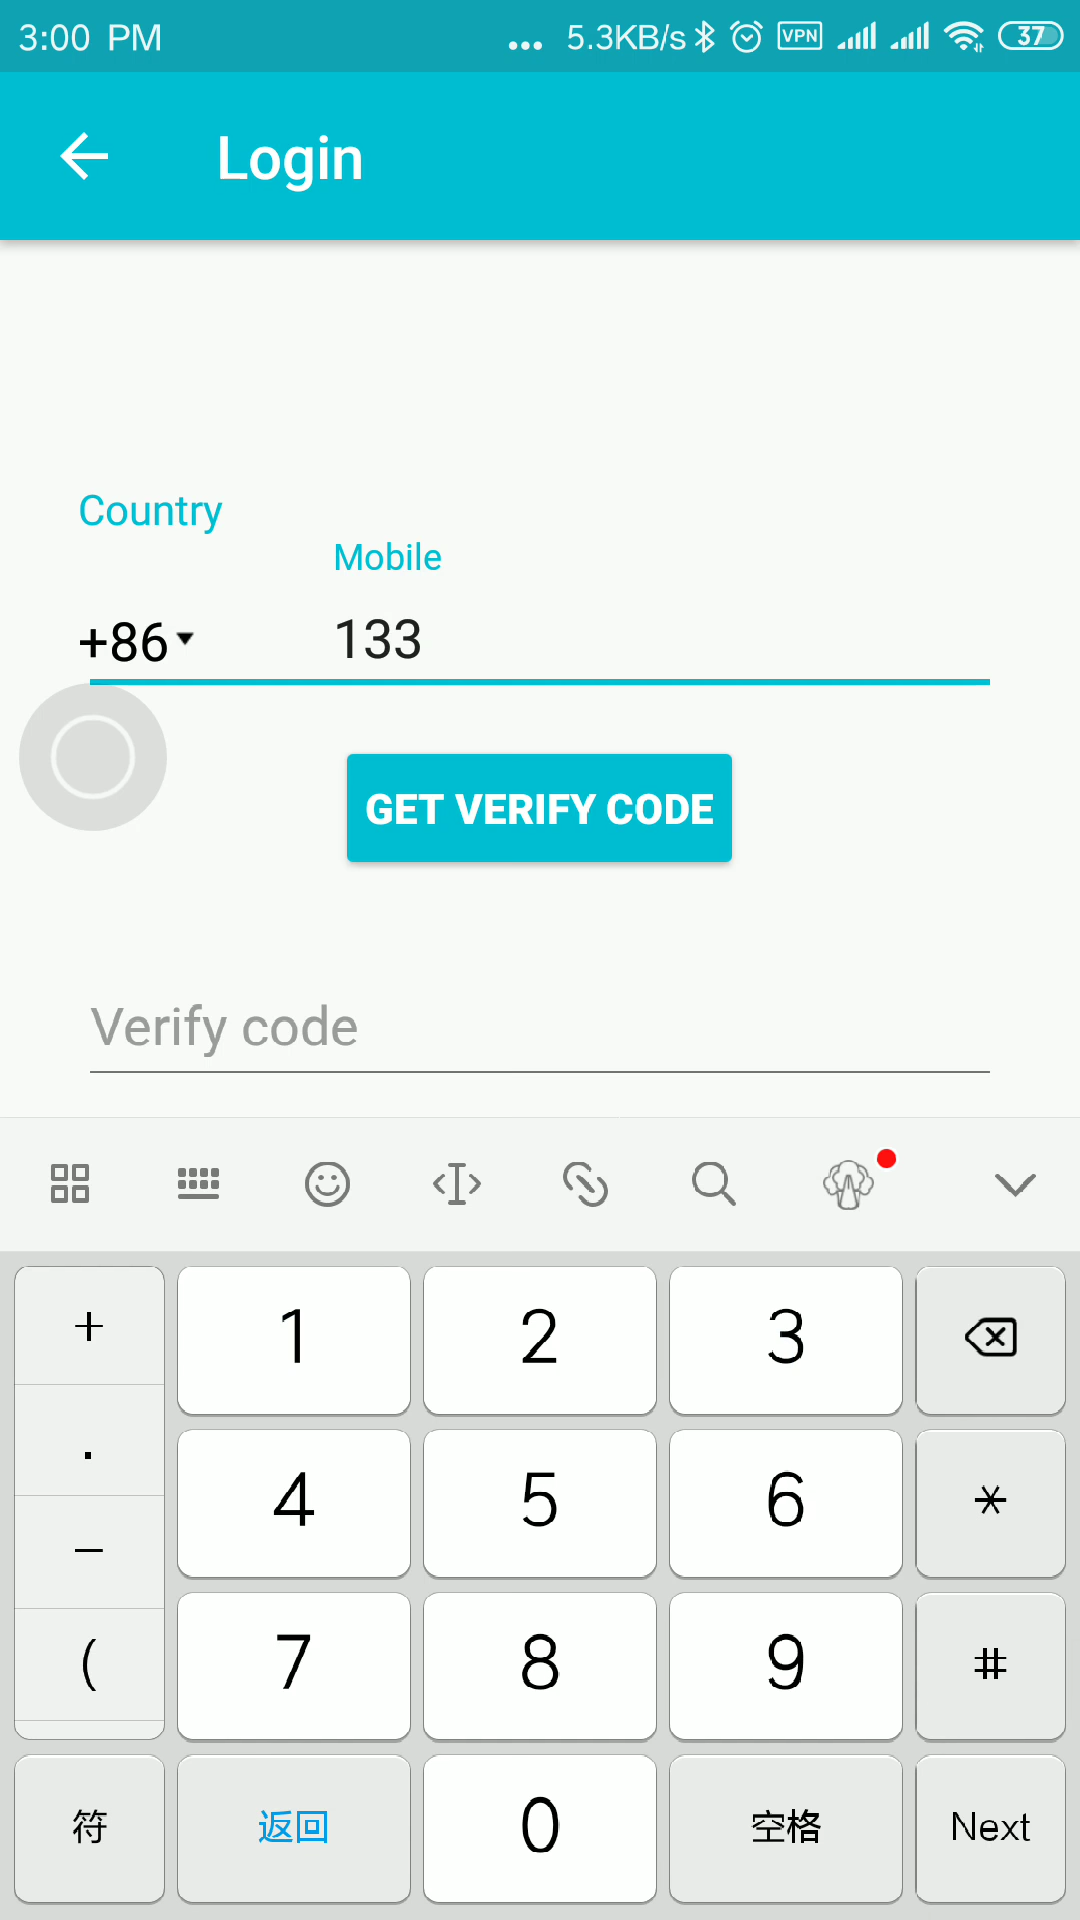 3:00 PM ... 5.3KB/s VPN 37
Login
Country
Mobile
+86 133
GET VERIFY CODE
Verify code
+ 1 2 3
. 4 5 6 *
- 7 8 9 #
(
符 返回 0 空格 Next